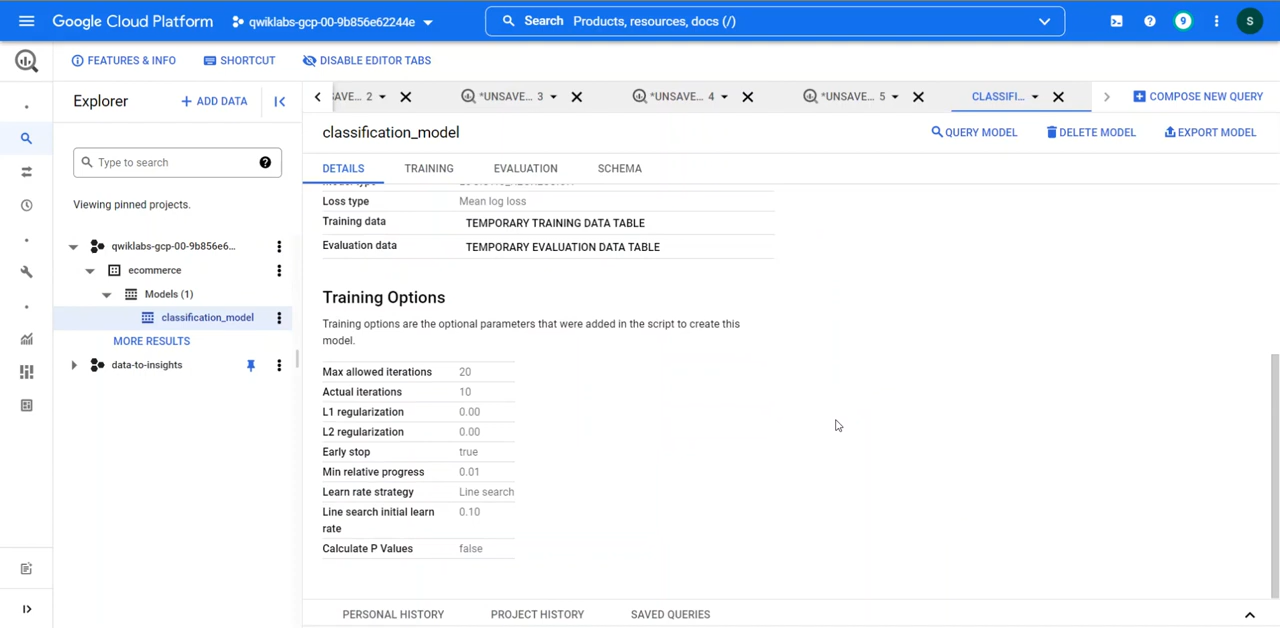 Google Cloud Platform
qwiklabs-gcp-00-9b856e62244e
Search Products, resources, docs (/)
9
S
FEATURES & INFO
SHORTCUT
DISABLE EDITOR TABS
Explorer
+ ADD DATA
SAVE... 2
*UNSAVE... 3
*UNSAVE... 4
*UNSAVE... 5
CLASSIFI...
COMPOSE NEW QUERY
classification_model
QUERY MODEL
DELETE MODEL
EXPORT MODEL
Type to search
DETAILS
TRAINING
EVALUATION
SCHEMA
Viewing pinned projects.
qwiklabs-gcp-00-9b856e6...
ecommerce
Models (1)
classification_model
MORE RESULTS
data-to-insights
Model type LOGISTIC_REGRESSION
Loss type Mean log loss
Training data TEMPORARY TRAINING DATA TABLE
Evaluation data TEMPORARY EVALUATION DATA TABLE
Training Options
Training options are the optional parameters that were added in the script to create this
model.
Max allowed iterations 20
Actual iterations 10
L1 regularization 0.00
L2 regularization 0.00
Early stop true
Min relative progress 0.01
Learn rate strategy Line search
Line search initial learn 0.10
rate
Calculate P Values false
PERSONAL HISTORY
PROJECT HISTORY
SAVED QUERIES